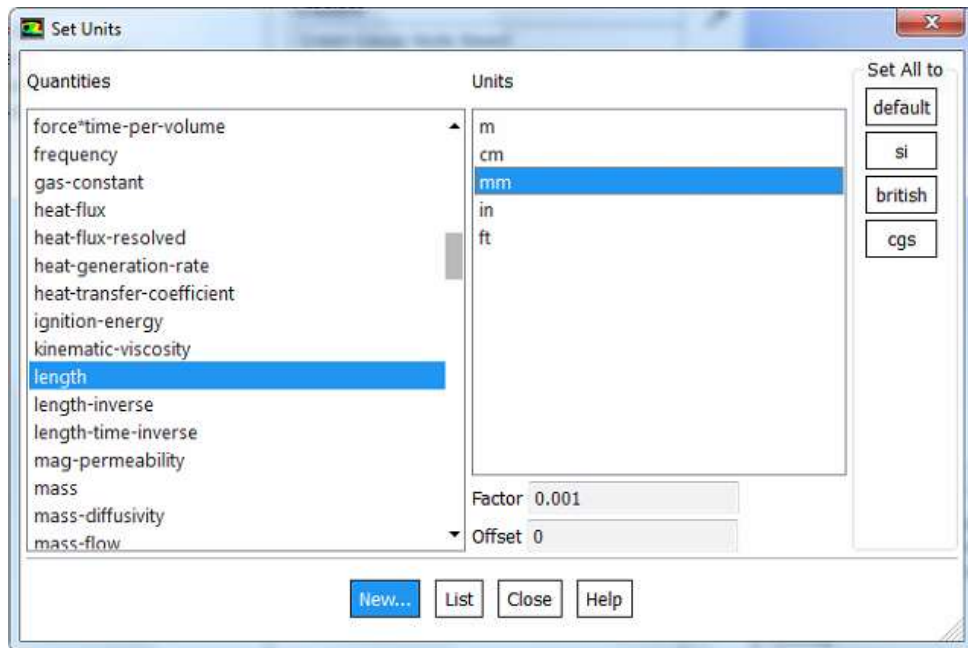 Set Units
Quantities
force*time-per-volume
frequency
gas-constant
heat-flux
heat-flux-resolved
heat-generation-rate
heat-transfer-coefficient
ignition-energy
kinematic-viscosity
length
length-inverse
length-time-inverse
mag-permeability
mass
mass-diffusivity
mass-flow
Units
m
cm
mm
in
ft
Factor 0.001
Offset 0
Set All to
default
si
british
cgs
New... List Close Help